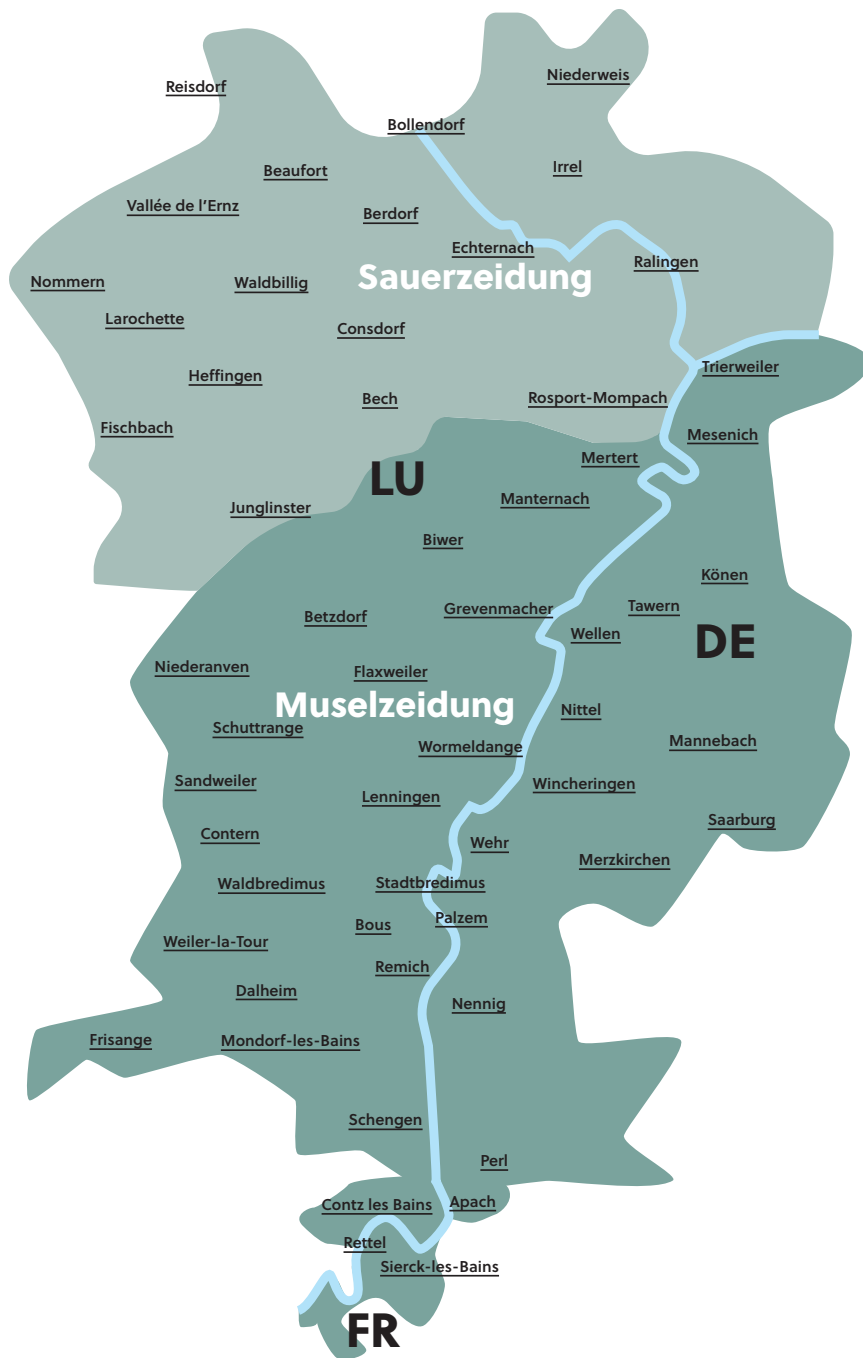 Niederweis
Reisdorf
Bollendorf
Irrel
Beaufort
Vallée de l'Ernz
Berdorf
Echternach
Ralingen
Sauerzeidung
Nommern
Waldbillig
Larochette
Consdorf
Trierweiler
Heffingen
Bech
Rosport-Mompach
Fischbach
Mesenich
Mertert
LU
Manternach
Junglinster
Biwer
Könen
Tawern
Grevenmacher
Betzdorf
Wellen
DE
Niederanven
Flaxweiler
Muselzeidung
Nittel
Schuttrange
Mannebach
Wormeldange
Sandweiler
Wincheringen
Lenningen
Saarburg
Contern
Wehr
Merzkirchen
Waldbredimus
Stadtbredimus
Palzem
Bous
Weiler-la-Tour
Remich
Dalheim
Nennig
Frisange
Mondorf-les-Bains
Schengen
Perl
Contz les Bains
Apach
Rettel
Sierck-les-Bains
FR